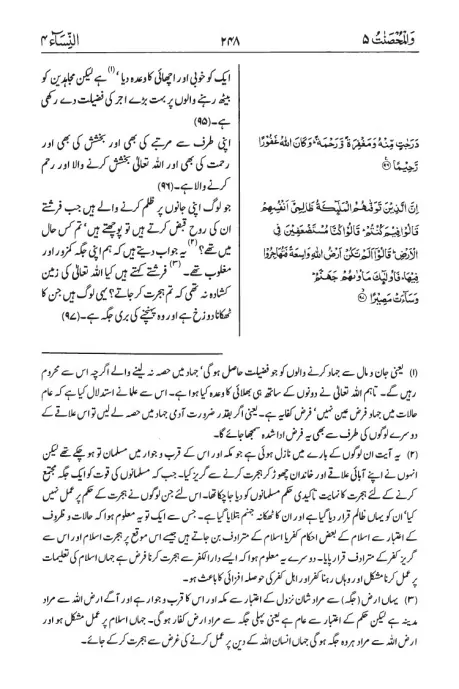 وَالمُحصَنٰت ۵
۲۴۸
النِّسَآء ۴
ایک کو خوبی اور اچھائی کا وعدہ دیا(۱) ہے لیکن مجاہدین کو
بیٹھ رہنے والوں پر بہت بڑے اجر کی فضیلت دے رکھی
ہے۔(۹۵)
دَرَجٰتٍ مِّنْهُ وَمَغْفِرَةً وَّرَحْمَةً ۭ وَكَانَ اللهُ غَفُوْرًا
رَّحِيْمًا ۝
اپنی طرف سے مرتبے کی بھی اور بخشش کی بھی اور
رحمت کی بھی اور اللہ تعالیٰ بخشش کرنے والا اور رحم
کرنے والا ہے۔(۹۶)
اِنَّ الَّذِيْنَ تَوَفّٰىهُمُ الْمَلٰٓئِكَةُ ظَالِمِيْٓ اَنْفُسِهِمْ
قَالُوْا فِيْمَ كُنْتُمْ ۭ قَالُوْا كُنَّا مُسْتَضْعَفِيْنَ فِي
الْاَرْضِ ۭ قَالُوْٓا اَلَمْ تَكُنْ اَرْضُ اللهِ وَاسِعَةً فَتُهَاجِرُوْا
فِيْهَا ۭ فَاُولٰٓئِكَ مَاْوٰىهُمْ جَهَنَّمُ ۭ
وَسَآءَتْ مَصِيْرًا ۝
جو لوگ اپنی جانوں پر ظلم کرنے والے ہیں جب فرشتے
ان کی روح قبض کرتے ہیں تو پوچھتے ہیں، تم کس حال
میں تھے؟(۲) یہ جواب دیتے ہیں کہ ہم اپنی جگہ کمزور اور
مغلوب تھے۔(۳) فرشتے کہتے ہیں کیا اللہ تعالیٰ کی زمین
کشادہ نہ تھی کہ تم ہجرت کر جاتے؟ یہی لوگ ہیں جن کا
ٹھکانا دوزخ ہے اور وہ پہنچنے کی بری جگہ ہے۔(۹۷)
(۱) یعنی جان و مال سے جہاد کرنے والوں کو جو فضیلت حاصل ہوگی، جہاد میں حصہ نہ لینے والے اگرچہ اس سے محروم
رہیں گے۔ تاہم اللہ تعالیٰ نے دونوں کے ساتھ ہی بھلائی کا وعدہ کیا ہوا ہے۔ اس سے علما نے استدلال کیا ہے کہ عام
حالات میں جہاد فرض عین نہیں، فرض کفایہ ہے۔ یعنی اگر بقدر ضرورت آدمی جہاد میں حصہ لے لیں تو اس علاقے کے
دوسرے لوگوں کی طرف سے بھی یہ فرض ادا شدہ سمجھا جائے گا۔
(۲) یہ آیت ان لوگوں کے بارے میں نازل ہوئی ہے جو مکہ اور اس کے قرب و جوار میں مسلمان تو ہو چکے تھے لیکن
انہوں نے اپنے آبائی علاقے اور خاندان چھوڑ کر ہجرت کرنے سے گریز کیا۔ جب کہ مسلمانوں کی قوت کو ایک جگہ مجتمع
کرنے کے لئے ہجرت کا نہایت تاکیدی حکم مسلمانوں کو دیا جا چکا تھا۔ اس لئے جن لوگوں نے ہجرت کے حکم پر عمل نہیں
کیا، ان کو یہاں ظالم قرار دیا گیا ہے اور ان کا ٹھکانہ جہنم بتلایا گیا ہے۔ جس سے ایک تو یہ معلوم ہوا کہ حالات و ظروف
کے اعتبار سے اسلام کے بعض احکام کفر یا اسلام کے مترادف بن جاتے ہیں جیسے اس موقع پر ہجرت اسلام اور اس سے
گریز کفر کے مترادف قرار پایا۔ دوسرے یہ معلوم ہوا کہ ایسے دارالکفر سے ہجرت کرنا فرض ہے جہاں اسلام کی تعلیمات
پر عمل کرنا مشکل اور وہاں رہنا کفر اور اہل کفر کی حوصلہ افزائی کا باعث ہو۔
(۳) یہاں ارض (جگہ) سے مراد شان نزول کے اعتبار سے مکہ اور اس کا قرب و جوار ہے اور آگے ارض اللہ سے مراد
مدینہ ہے لیکن حکم کے اعتبار سے عام ہے یعنی پہلی جگہ سے مراد ارض کفار ہوگی۔ جہاں اسلام پر عمل مشکل ہو اور
ارض اللہ سے مراد ہر وہ جگہ ہوگی جہاں انسان اللہ کے دین پر عمل کرنے کی غرض سے ہجرت کر کے جائے۔